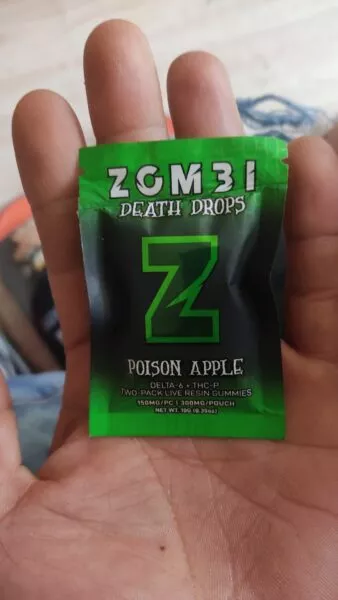 ZOMBI
DEATH DROPS
Z
POISON APPLE
DELTA-6 • THC-P
TWO-PACK LIVE RESIN GUMMIES
150MG/PC | 300MG/POUCH
NET WT. 10G (0.35oz)